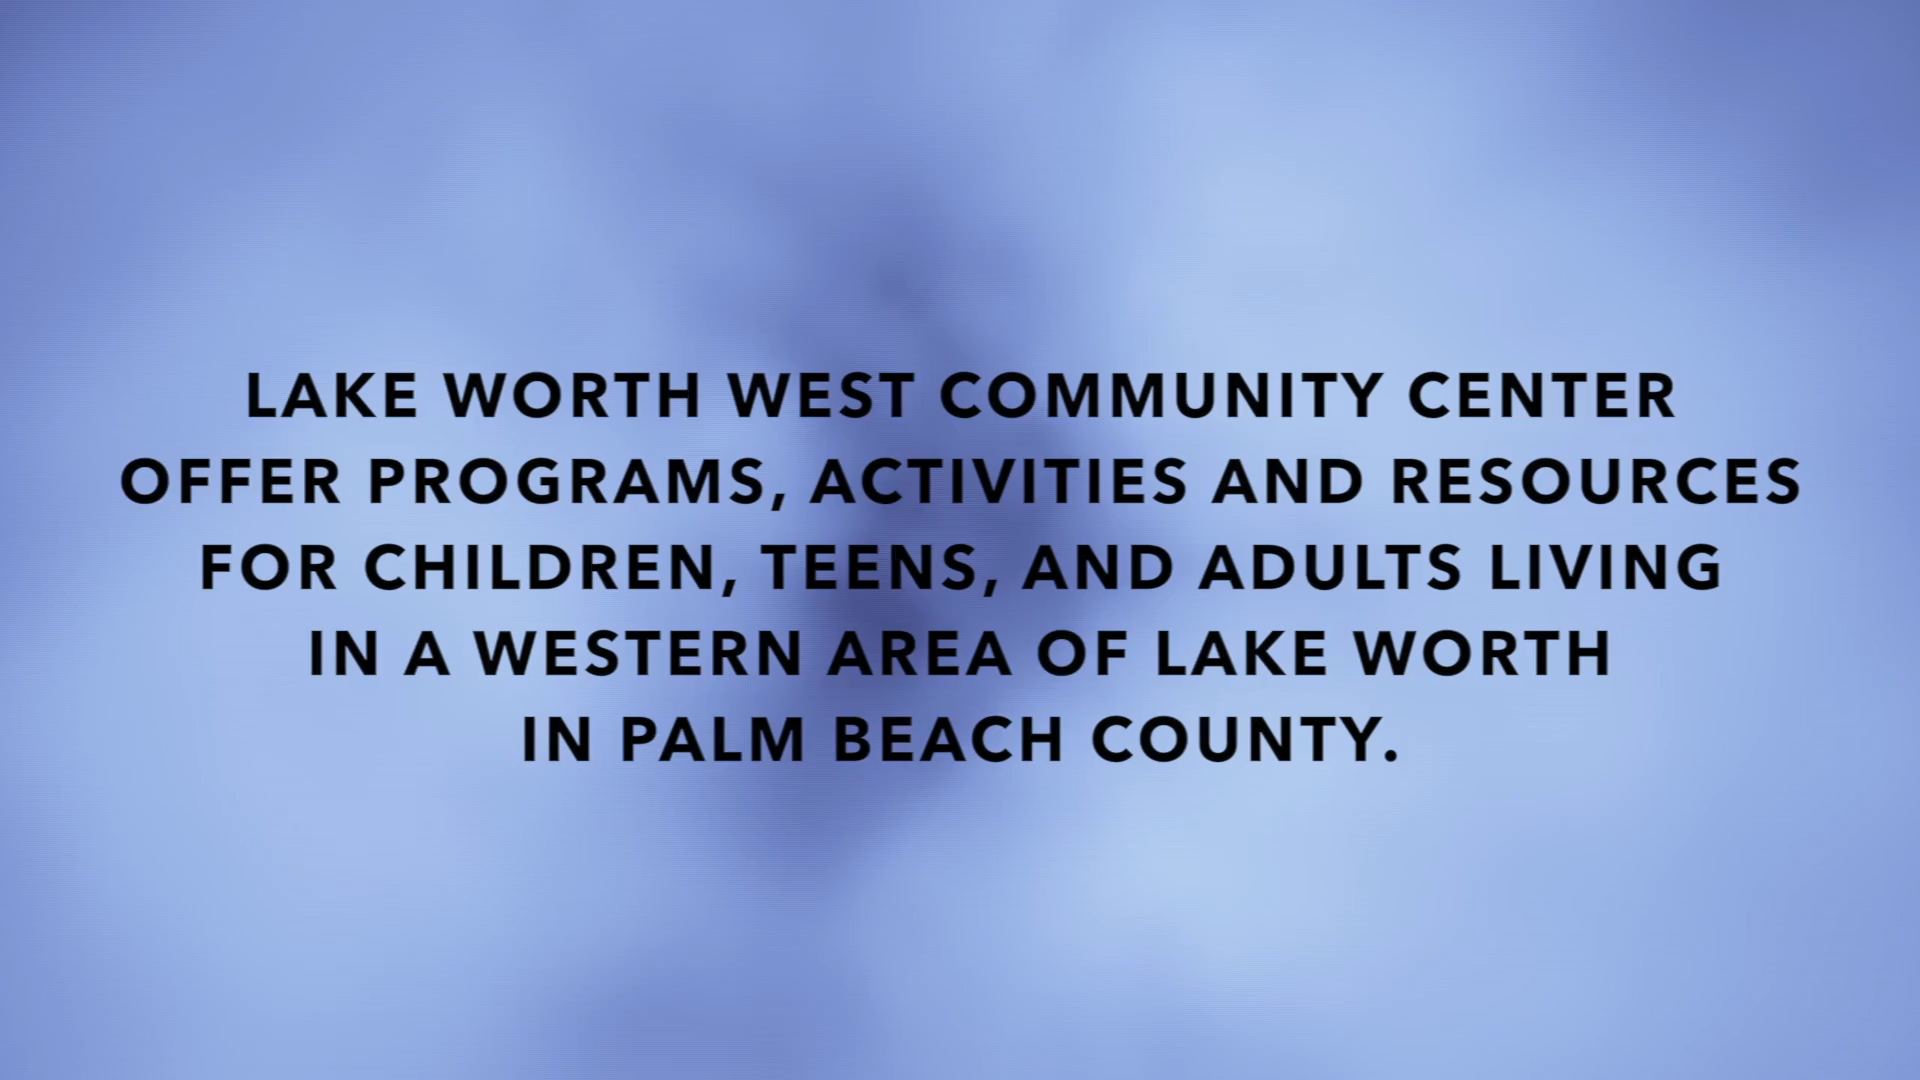 LAKE WORTH WEST COMMUNITY CENTER
OFFER PROGRAMS, ACTIVITIES AND RESOURCES
FOR CHILDREN, TEENS, AND ADULTS LIVING
IN A WESTERN AREA OF LAKE WORTH
IN PALM BEACH COUNTY.